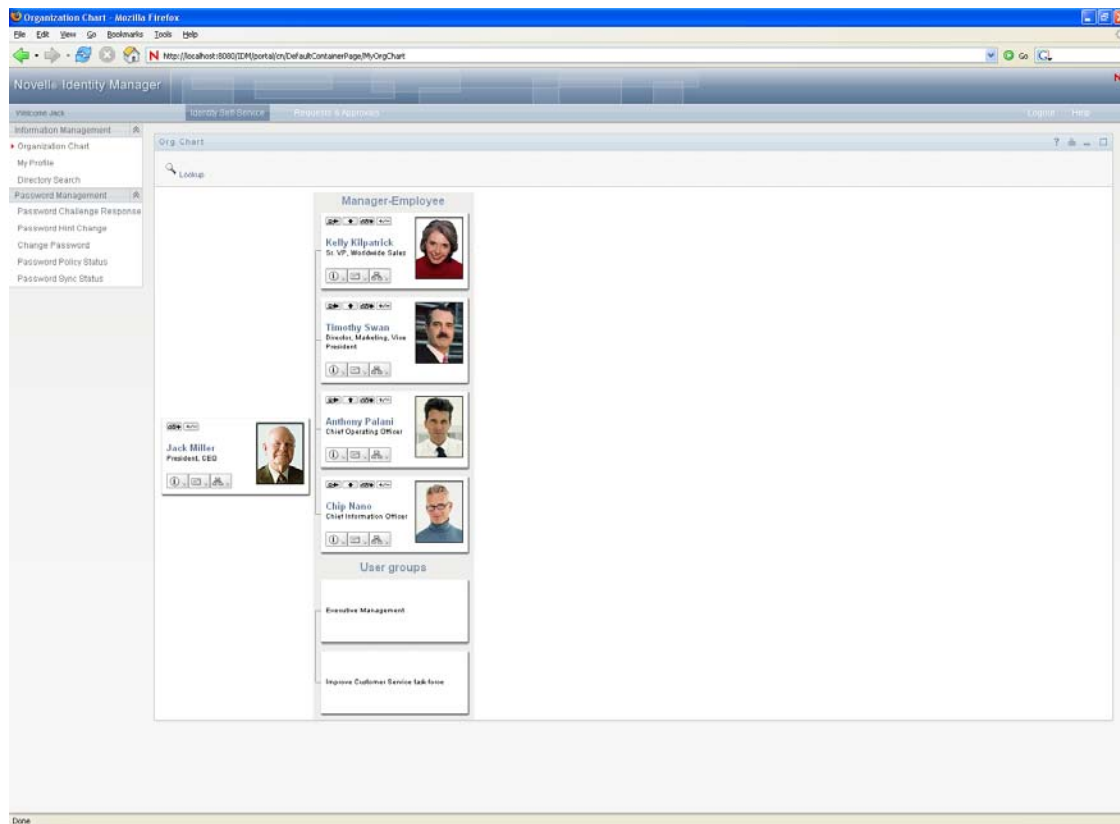 Organization Chart - Mozilla Firefox
File Edit View Go Bookmarks Tools Help
http://localhost:8080/IDM/portal/cn/DefaultContainerPage/MyOrgChart
Go
Novell® Identity Manager
Welcome Jack
Identity Self-Service
Requests & Approvals
Logout
Help
Information Management
Organization Chart
My Profile
Directory Search
Password Management
Password Challenge Response
Password Hint Change
Change Password
Password Policy Status
Password Sync Status
Org Chart
Lookup
Jack Miller
President, CEO
Manager-Employee
Kelly Kilpatrick
Sr. VP, Worldwide Sales
Timothy Swan
Director, Marketing, Vice
President
Anthony Palani
Chief Operating Officer
Chip Nano
Chief Information Officer
User groups
Executive Management
Improve Customer Service task force
Done